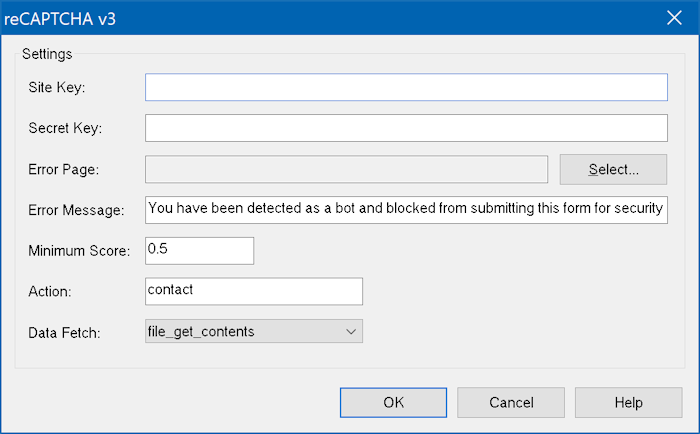 reCAPTCHA v3
Settings
Site Key:
Secret Key:
Error Page:
Select...
Error Message: You have been detected as a bot and blocked from submitting this form for security
Minimum Score: 0.5
Action: contact
Data Fetch: file_get_contents
OK Cancel Help